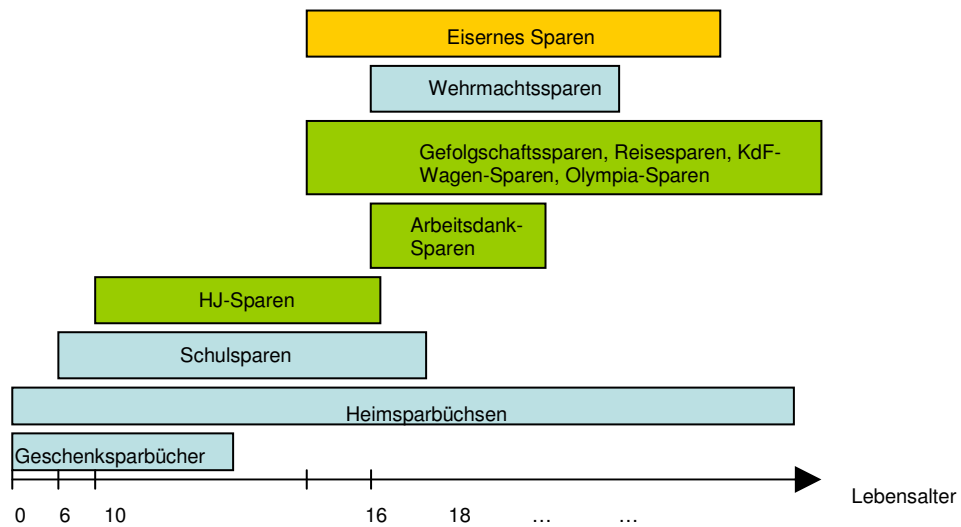 Eisernes Sparen
Wehrmachtssparen
Gefolgschaftssparen, Reisesparen, KdF-
Wagen-Sparen, Olympia-Sparen
Arbeitsdank-
Sparen
HJ-Sparen
Schulsparen
Heimsparbüchsen
Geschenksparbücher
Lebensalter
0 6 10 16 18 ... ...